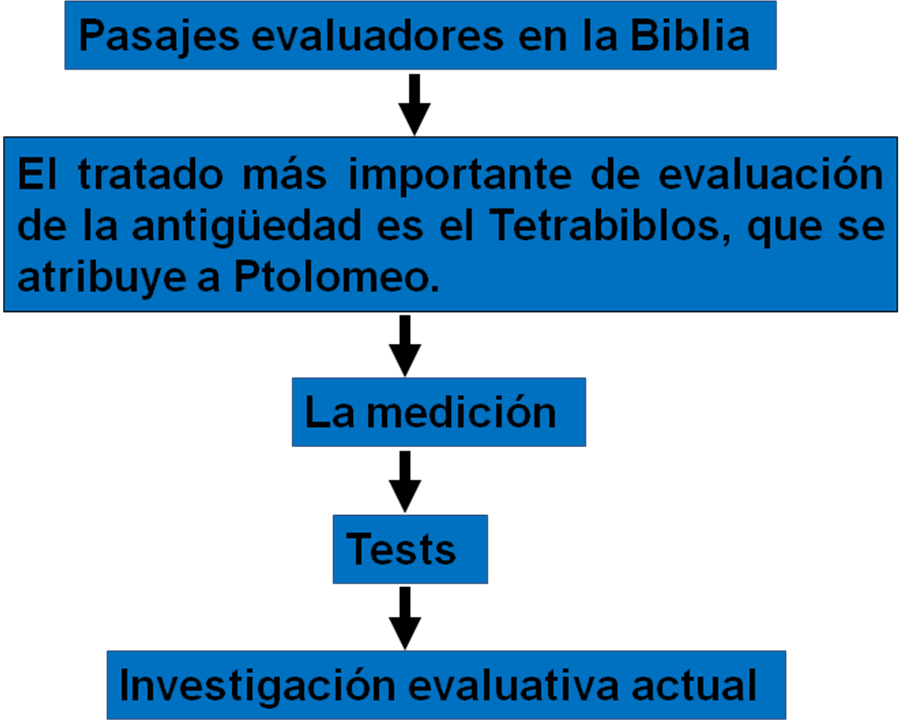 Pasajes evaluadores en la Biblia
El tratado más importante de evaluación
de la antigüedad es el Tetrabiblos, que se
atribuye a Ptolomeo.
La medición
Tests
Investigación evaluativa actual